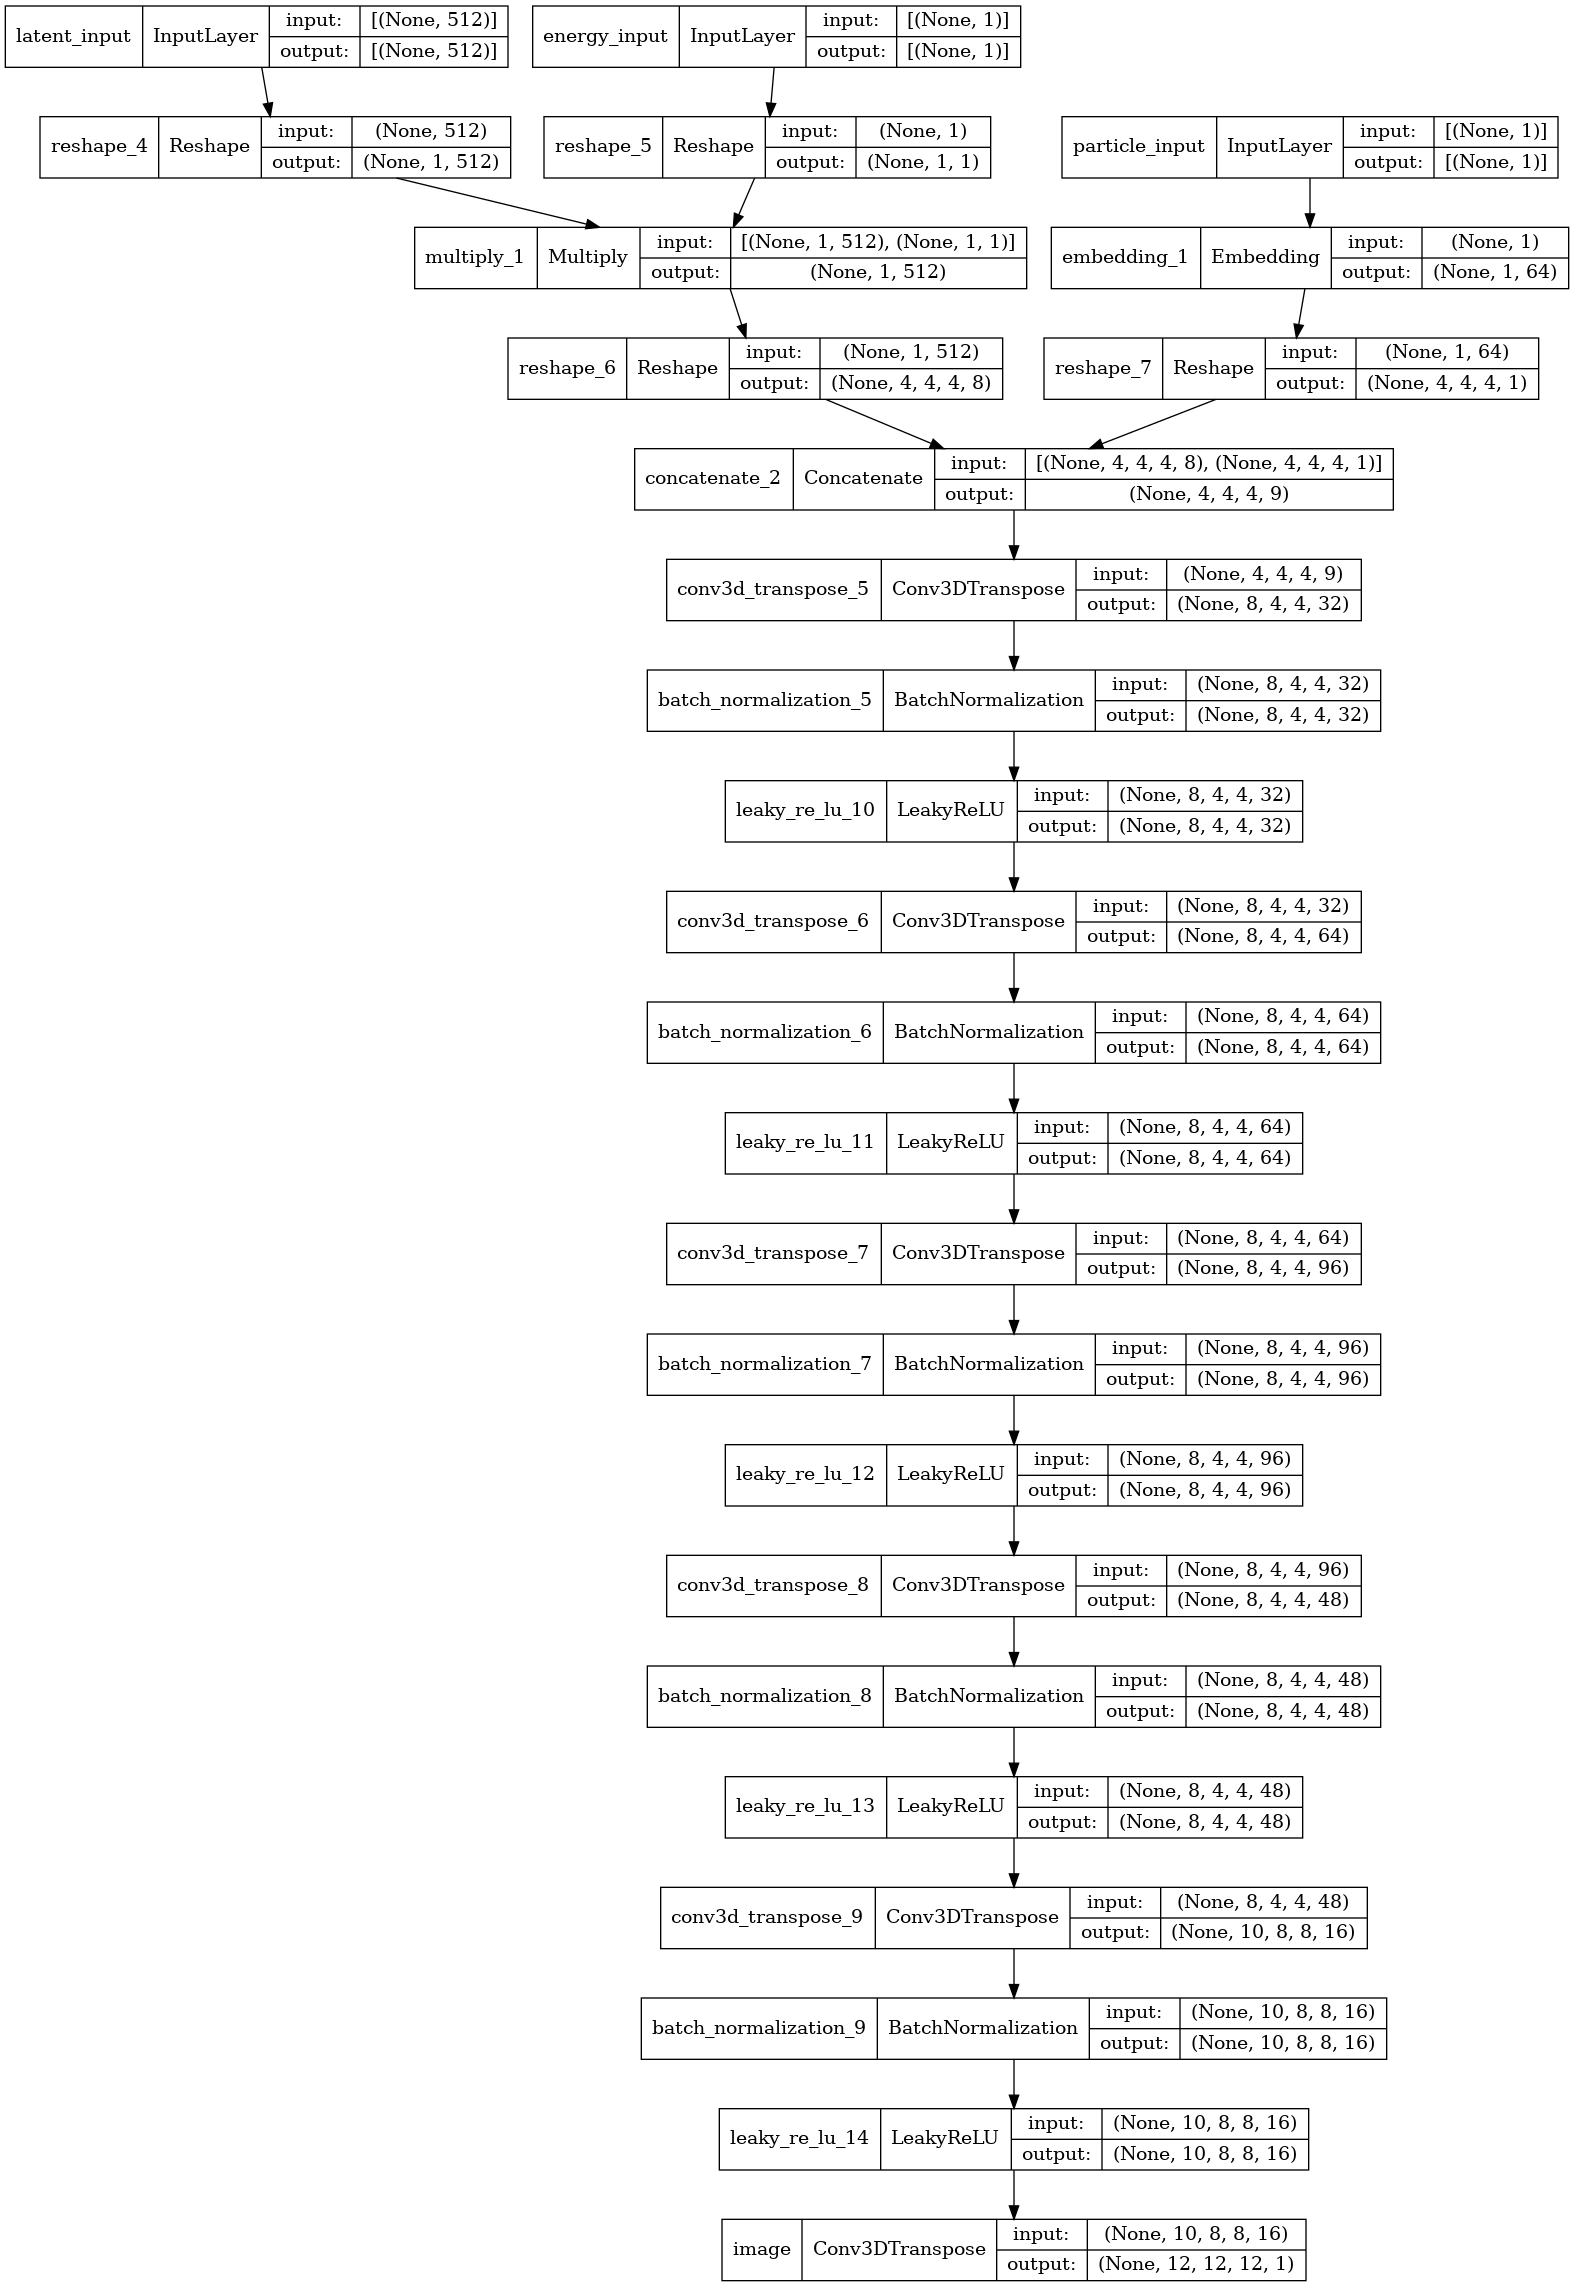 latent_input InputLayer input: [(None, 512)]
output: [(None, 512)]
energy_input InputLayer input: [(None, 1)]
output: [(None, 1)]
reshape_4 Reshape input: (None, 512)
output: (None, 1, 512)
reshape_5 Reshape input: (None, 1)
output: (None, 1, 1)
particle_input InputLayer input: [(None, 1)]
output: [(None, 1)]
multiply_1 Multiply input: [(None, 1, 512), (None, 1, 1)]
output: (None, 1, 512)
embedding_1 Embedding input: (None, 1)
output: (None, 1, 64)
reshape_6 Reshape input: (None, 1, 512)
output: (None, 4, 4, 4, 8)
reshape_7 Reshape input: (None, 1, 64)
output: (None, 4, 4, 4, 1)
concatenate_2 Concatenate input: [(None, 4, 4, 4, 8), (None, 4, 4, 4, 1)]
output: (None, 4, 4, 4, 9)
conv3d_transpose_5 Conv3DTranspose input: (None, 4, 4, 4, 9)
output: (None, 8, 4, 4, 32)
batch_normalization_5 BatchNormalization input: (None, 8, 4, 4, 32)
output: (None, 8, 4, 4, 32)
leaky_re_lu_10 LeakyReLU input: (None, 8, 4, 4, 32)
output: (None, 8, 4, 4, 32)
conv3d_transpose_6 Conv3DTranspose input: (None, 8, 4, 4, 32)
output: (None, 8, 4, 4, 64)
batch_normalization_6 BatchNormalization input: (None, 8, 4, 4, 64)
output: (None, 8, 4, 4, 64)
leaky_re_lu_11 LeakyReLU input: (None, 8, 4, 4, 64)
output: (None, 8, 4, 4, 64)
conv3d_transpose_7 Conv3DTranspose input: (None, 8, 4, 4, 64)
output: (None, 8, 4, 4, 96)
batch_normalization_7 BatchNormalization input: (None, 8, 4, 4, 96)
output: (None, 8, 4, 4, 96)
leaky_re_lu_12 LeakyReLU input: (None, 8, 4, 4, 96)
output: (None, 8, 4, 4, 96)
conv3d_transpose_8 Conv3DTranspose input: (None, 8, 4, 4, 96)
output: (None, 8, 4, 4, 48)
batch_normalization_8 BatchNormalization input: (None, 8, 4, 4, 48)
output: (None, 8, 4, 4, 48)
leaky_re_lu_13 LeakyReLU input: (None, 8, 4, 4, 48)
output: (None, 8, 4, 4, 48)
conv3d_transpose_9 Conv3DTranspose input: (None, 8, 4, 4, 48)
output: (None, 10, 8, 8, 16)
batch_normalization_9 BatchNormalization input: (None, 10, 8, 8, 16)
output: (None, 10, 8, 8, 16)
leaky_re_lu_14 LeakyReLU input: (None, 10, 8, 8, 16)
output: (None, 10, 8, 8, 16)
image Conv3DTranspose input: (None, 10, 8, 8, 16)
output: (None, 12, 12, 12, 1)